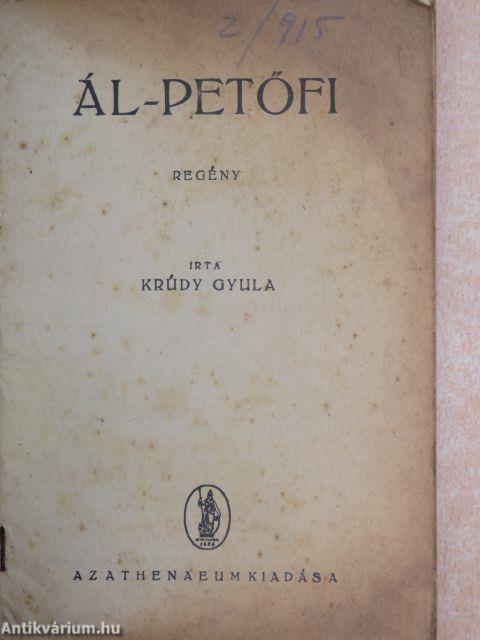 2/915
ÁL-PETŐFI
REGÉNY
IRTA
KRÚDY GYULA
AZ ATHENAEUM KIADÁSA
Antikvárium.hu